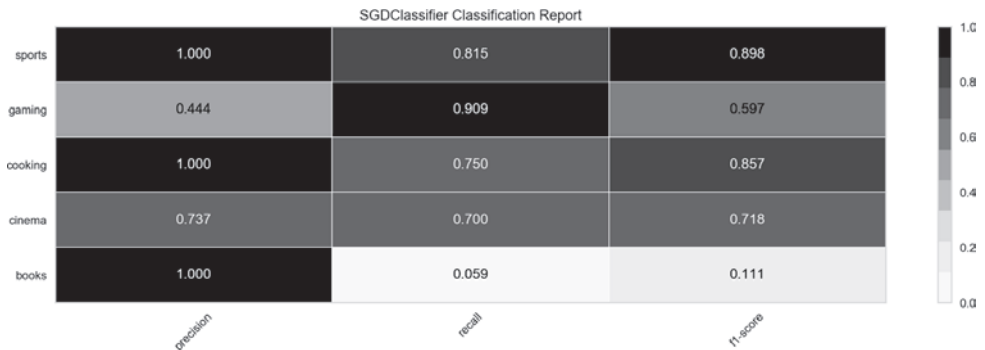 SGDClassifier Classification Report
sports 1.000 0.815 0.898
gaming 0.444 0.909 0.597
cooking 1.000 0.750 0.857
cinema 0.737 0.700 0.718
books 1.000 0.059 0.111
precision recall f1-score
1.0
0.8
0.6
0.4
0.2
0.0